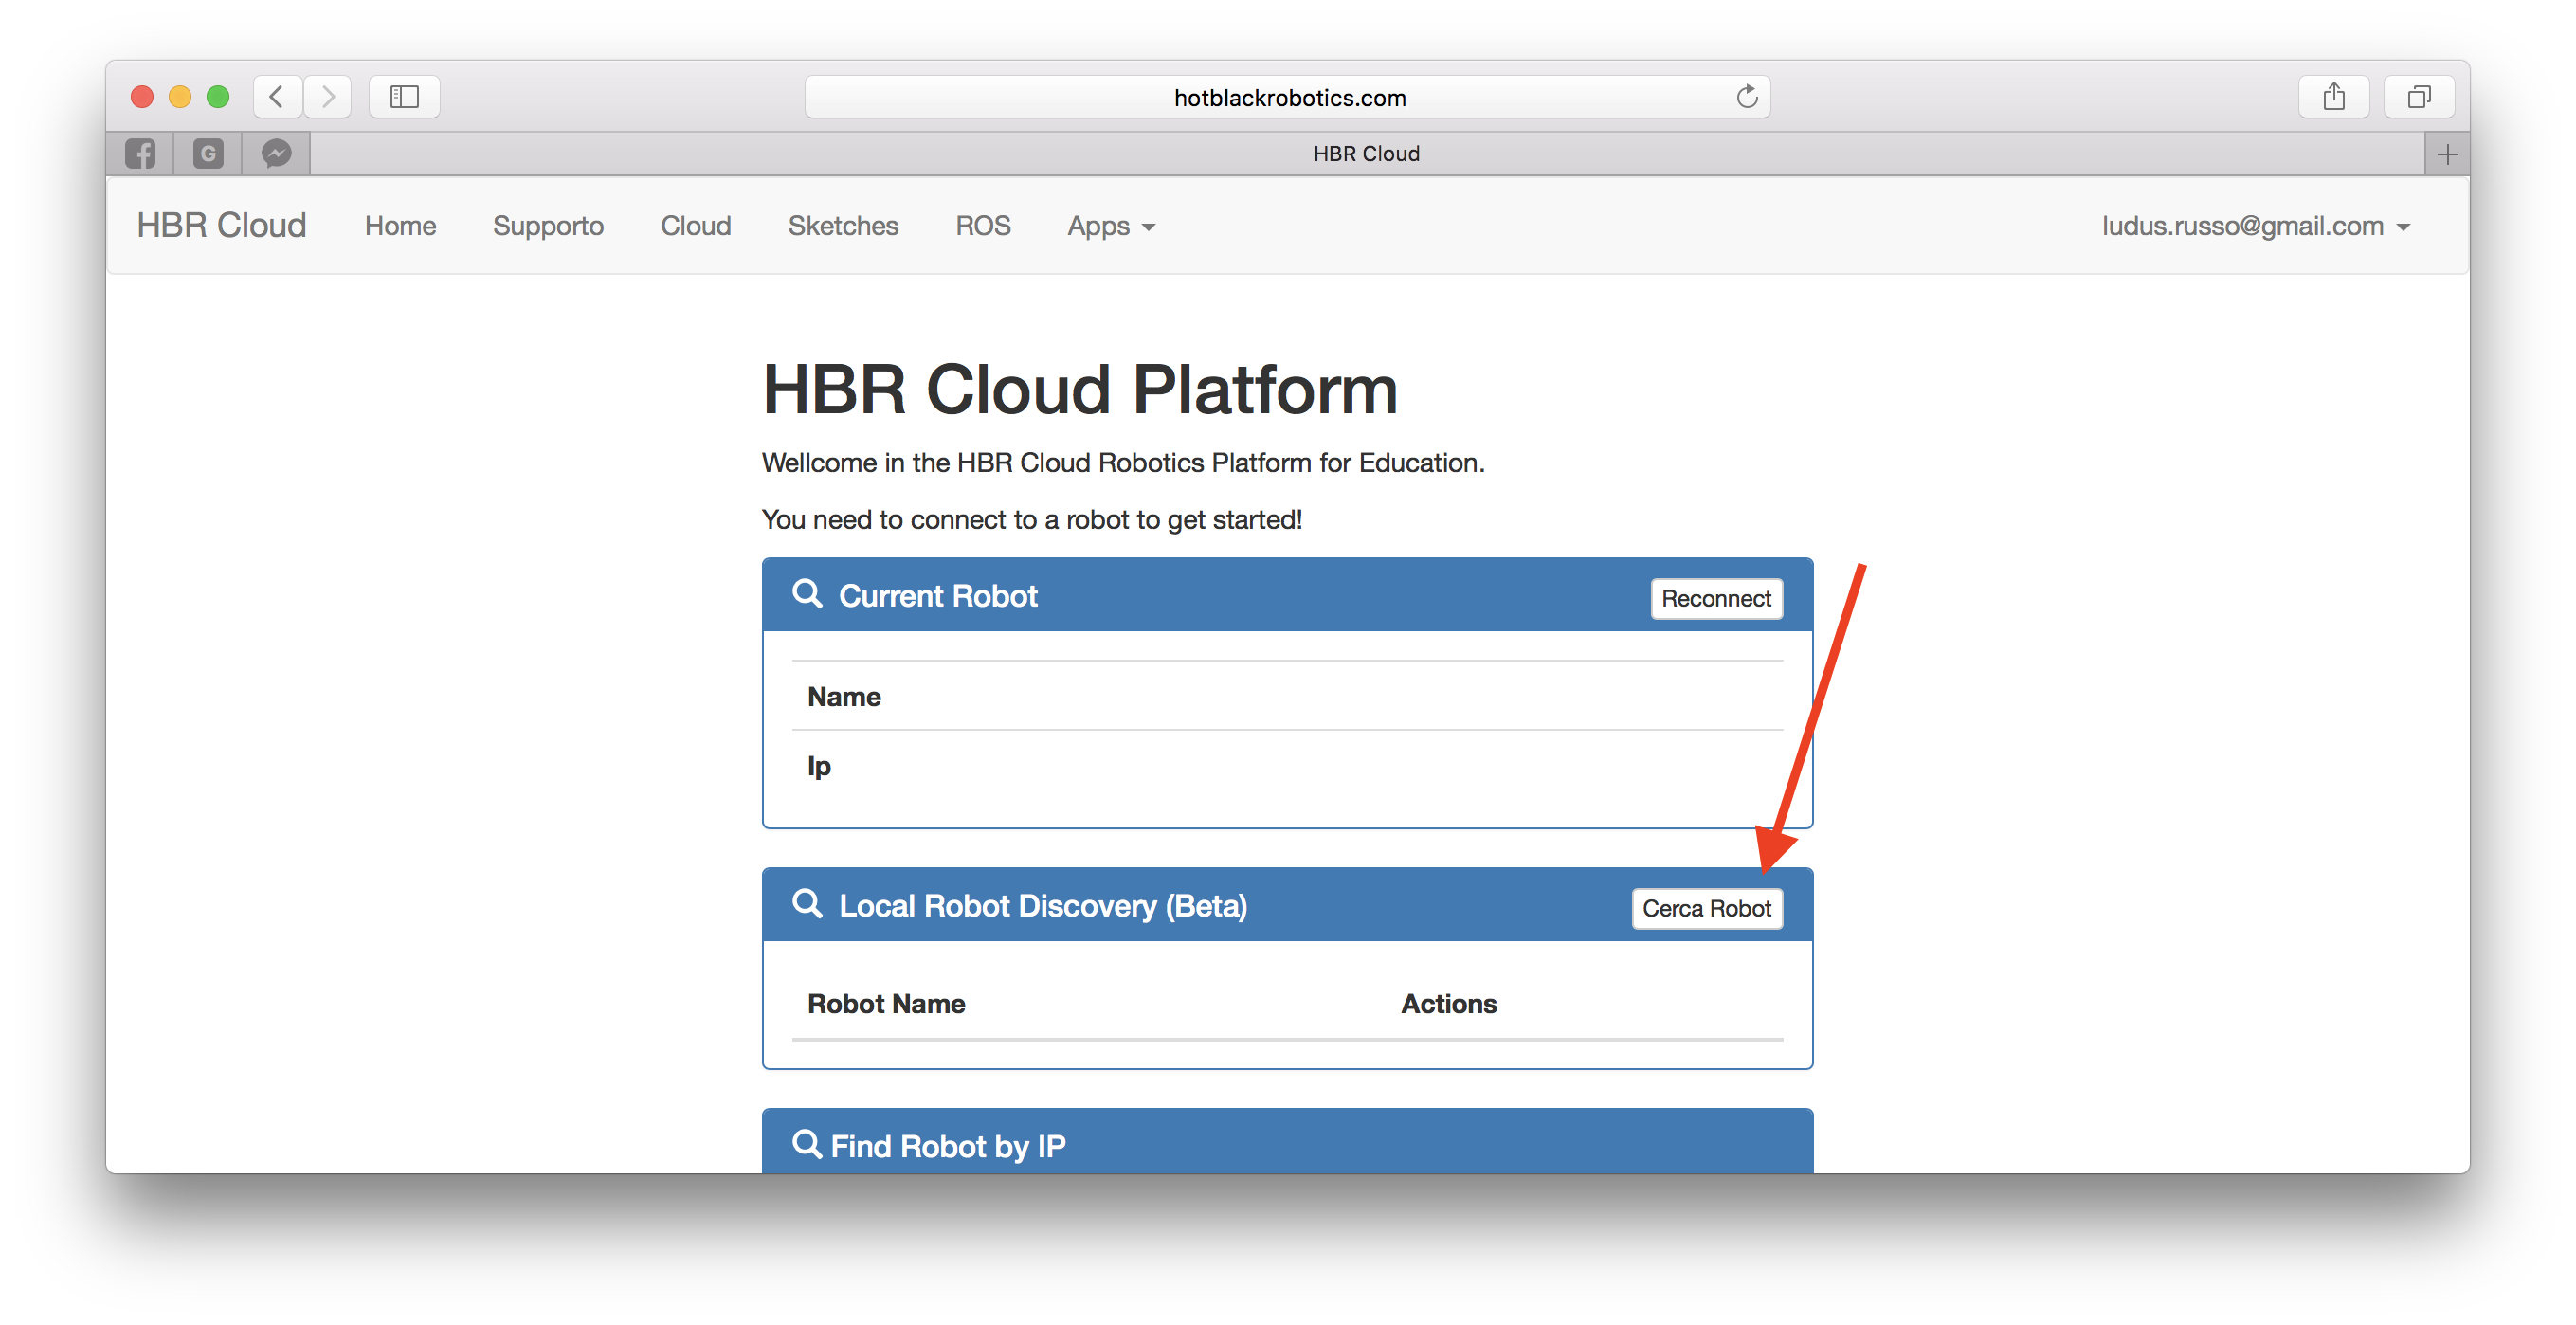 hotblackrobotics.com
G
HBR Cloud
HBR Cloud Home Supporto Cloud Sketches ROS Apps ludus.russo@gmail.com
HBR Cloud Platform
Wellcome in the HBR Cloud Robotics Platform for Education.
You need to connect to a robot to get started!
Current Robot Reconnect
Name
Ip
Local Robot Discovery (Beta) Cerca Robot
Robot Name Actions
Find Robot by IP